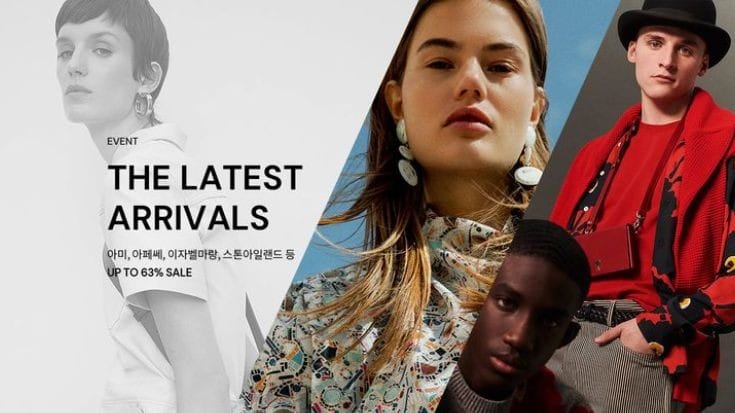 EVENT
THE LATEST
ARRIVALS
아미, 아페쎄, 이자벨마랑, 스톤아일랜드 등
UP TO 63% SALE